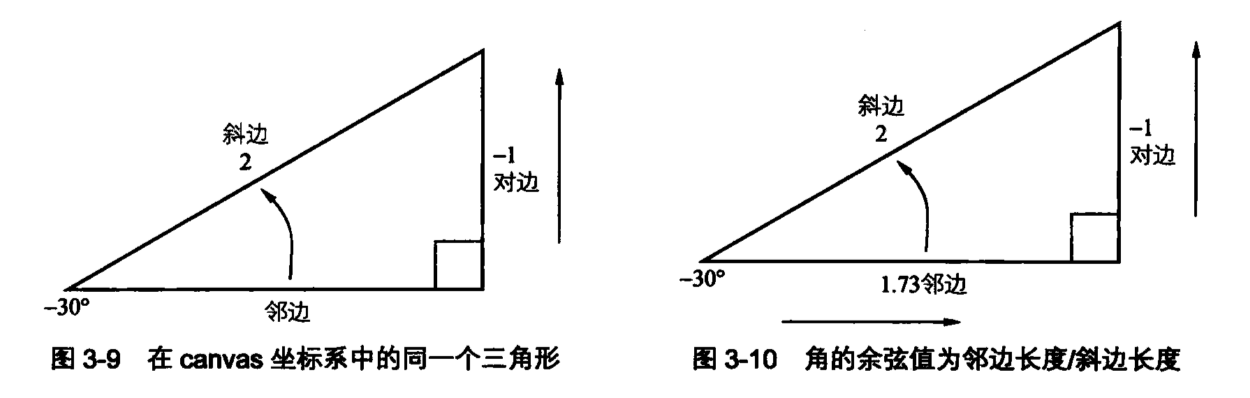 斜边
2
–1
对边
–30°
邻边
图 3-9 在 canvas 坐标系中的同一个三角形
斜边
2
–1
对边
–30°
1.73邻边
图 3-10 角的余弦值为邻边长度/斜边长度